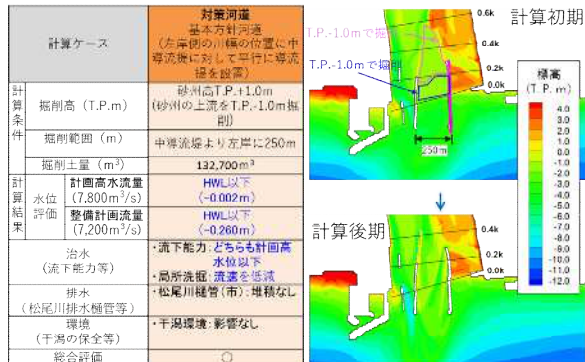 計算ケース
対策河道
基本方針河道
(左岸側の川幅の位置に中
導流堤に対して平行に導流
堤を設置)
計算条件
掘削高(T.P.m)
砂州高T.P.+1.0m
(砂州の上流をT.P.-1.0m掘
削)
掘削範囲(m)
中導流堤より左岸に250m
掘削土量(m³)
132,700m³
計算結果
水位
評価
計画高水流量
(7,800m³/s)
HWL以下
(-0.002m)
整備計画流量
(7,200m³/s)
HWL以下
(-0.260m)
治水
(流下能力等)
・流下能力:どちらも計画高
水位以下
・局所洗掘:流速を低減
排水
(松尾川排水樋管等)
・松尾川樋管(市):堆積なし
環境
(干潟の保全等)
・干潟環境:影響なし
総合評価
○
計算初期
T.P.-1.0mで掘削
T.P.-1.0mで掘削
0.6k
0.4k
0.2k
0.0k
250m
計算後期
0.6k
0.4k
0.2k
0.0k
標高
(T.P.m)
4.0
3.0
2.0
1.0
0.0
-1.0
-2.0
-3.0
-4.0
-5.0
-6.0
-7.0
-8.0
-9.0
-10.0
-11.0
-12.0